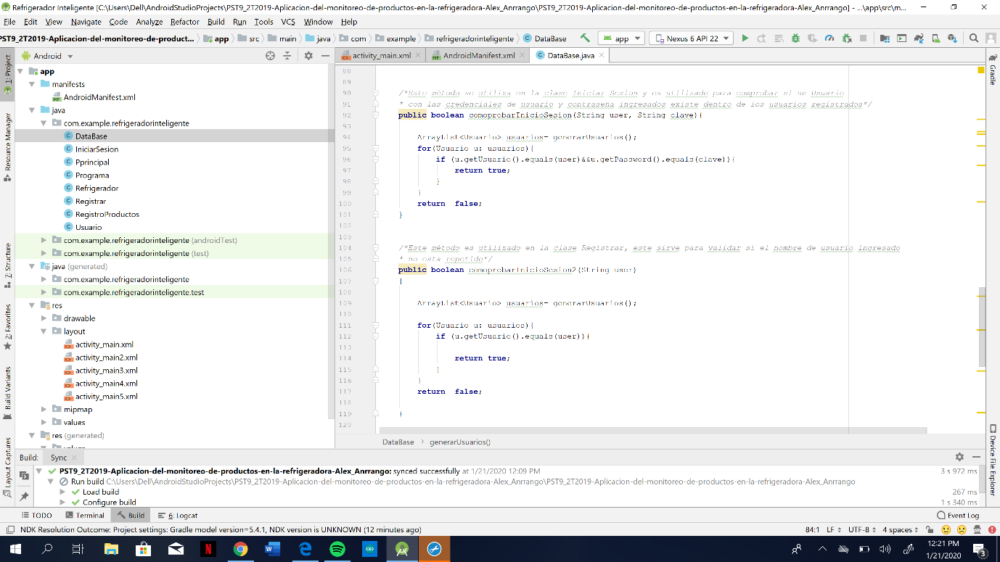 Refrigerador Inteligente [C:\Users\Dell\AndroidStudioProjects\PST9_2T2019-Aplicacion-del-monitoreo-de-productos-en-la-refrigeradora-Alex_Anrrango\PST9_2T2019-Aplicacion-del-monitoreo-de-productos-en-la-refrigeradora-Alex_Anrrango] - ...\app\src\m...
File Edit View Navigate Code Analyze Refactor Build Run Tools VCS Window Help
PST9_2T2019-Aplicacion-del-monitoreo-de-product... app src main java com example refrigeradorinteligente DataBase app Nexus 6 API 22
Android activity_main.xml AndroidManifest.xml DataBase.java
1: Project
Resource Manager
Z: Structure
2: Favorites
Build Variants
Layout Captures
app
manifests
AndroidManifest.xml
java
com.example.refrigeradorinteligente
DataBase
IniciarSesion
Pprincipal
Programa
Refrigerador
Registrar
RegistroProductos
Usuario
com.example.refrigeradorinteligente (androidTest)
com.example.refrigeradorinteligente (test)
java (generated)
com.example.refrigeradorinteligente
com.example.refrigeradorinteligente.test
res
drawable
layout
activity_main.xml
activity_main2.xml
activity_main3.xml
activity_main4.xml
activity_main5.xml
mipmap
values
res (generated)
88
89
90 /*Este método se utiliza en la clase Iniciar Sesion y es utilizado para comprobar si un Usuario
91 * con las credenciales de usuario y contraseña ingresados existe dentro de los usuarios registrados*/
92 public boolean comoprobarInicioSesion(String user, String clave){
93
94 ArrayList<Usuario> usuarios= generarUsuarios();
95 for(Usuario u: usuarios){
96 if (u.getUsuario().equals(user)&&u.getPassword().equals(clave)){
97 return true;
98 }
99 }
100 return false;
101 }
102
103
104 /*Este método es utilizado en la clase Registrar, este sirve para validar si el nombre de usuario ingresado
105 * no esta repetido*/
106 public boolean comoprobarInicioSesion2(String user)
107 {
108
109 ArrayList<Usuario> usuarios= generarUsuarios();
110
111 for(Usuario u: usuarios){
112 if (u.getUsuario().equals(user)){
113
114 return true;
115 }
116 }
117 return false;
118
119 }
120
DataBase generarUsuarios()
Gradle
Device File Explorer
Build: Sync
PST9_2T2019-Aplicacion-del-monitoreo-de-productos-en-la-refrigeradora-Alex_Anrrango: synced successfully at 1/21/2020 12:09 PM 3 s 972 ms
Run build C:\Users\Dell\AndroidStudioProjects\PST9_2T2019-Aplicacion-del-monitoreo-de-productos-en-la-refrigeradora-Alex_Anrrango\PST9_2T2019-Aplicacion-del-monitoreo-de-productos-en-la-refrigeradora-Alex_Anrrango
Load build 267 ms
Configure build 1 s 340 ms
TODO Terminal Build 6: Logcat Event Log
NDK Resolution Outcome: Project settings: Gradle model version=5.4.1, NDK version is UNKNOWN (12 minutes ago) 84:1 LF UTF-8 4 spaces
12:21 PM
1/21/2020
3